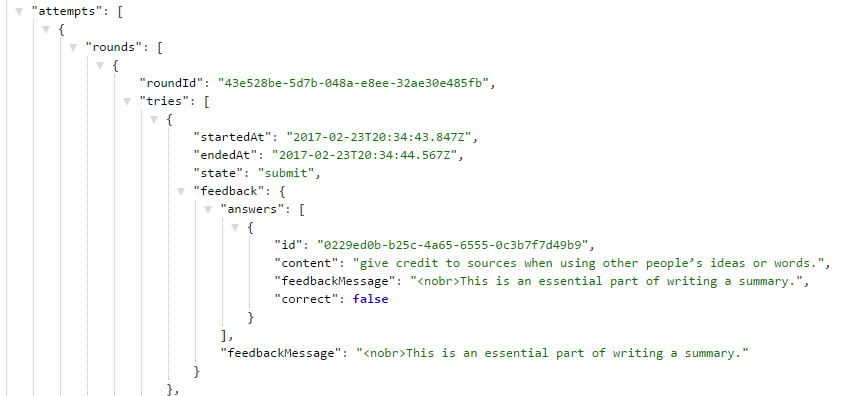 "attempts": [
{
"rounds": [
{
"roundId": "43e528be-5d7b-048a-e8ee-32ae30e485fb",
"tries": [
{
"startedAt": "2017-02-23T20:34:43.847Z",
"endedAt": "2017-02-23T20:34:44.567Z",
"state": "submit",
"feedback": {
"answers": [
{
"id": "0229ed0b-b25c-4a65-6555-0c3b7f7d49b9",
"content": "give credit to sources when using other people’s ideas or words.",
"feedbackMessage": "<nobr>This is an essential part of writing a summary.",
"correct": false
}
],
"feedbackMessage": "<nobr>This is an essential part of writing a summary."
}
},